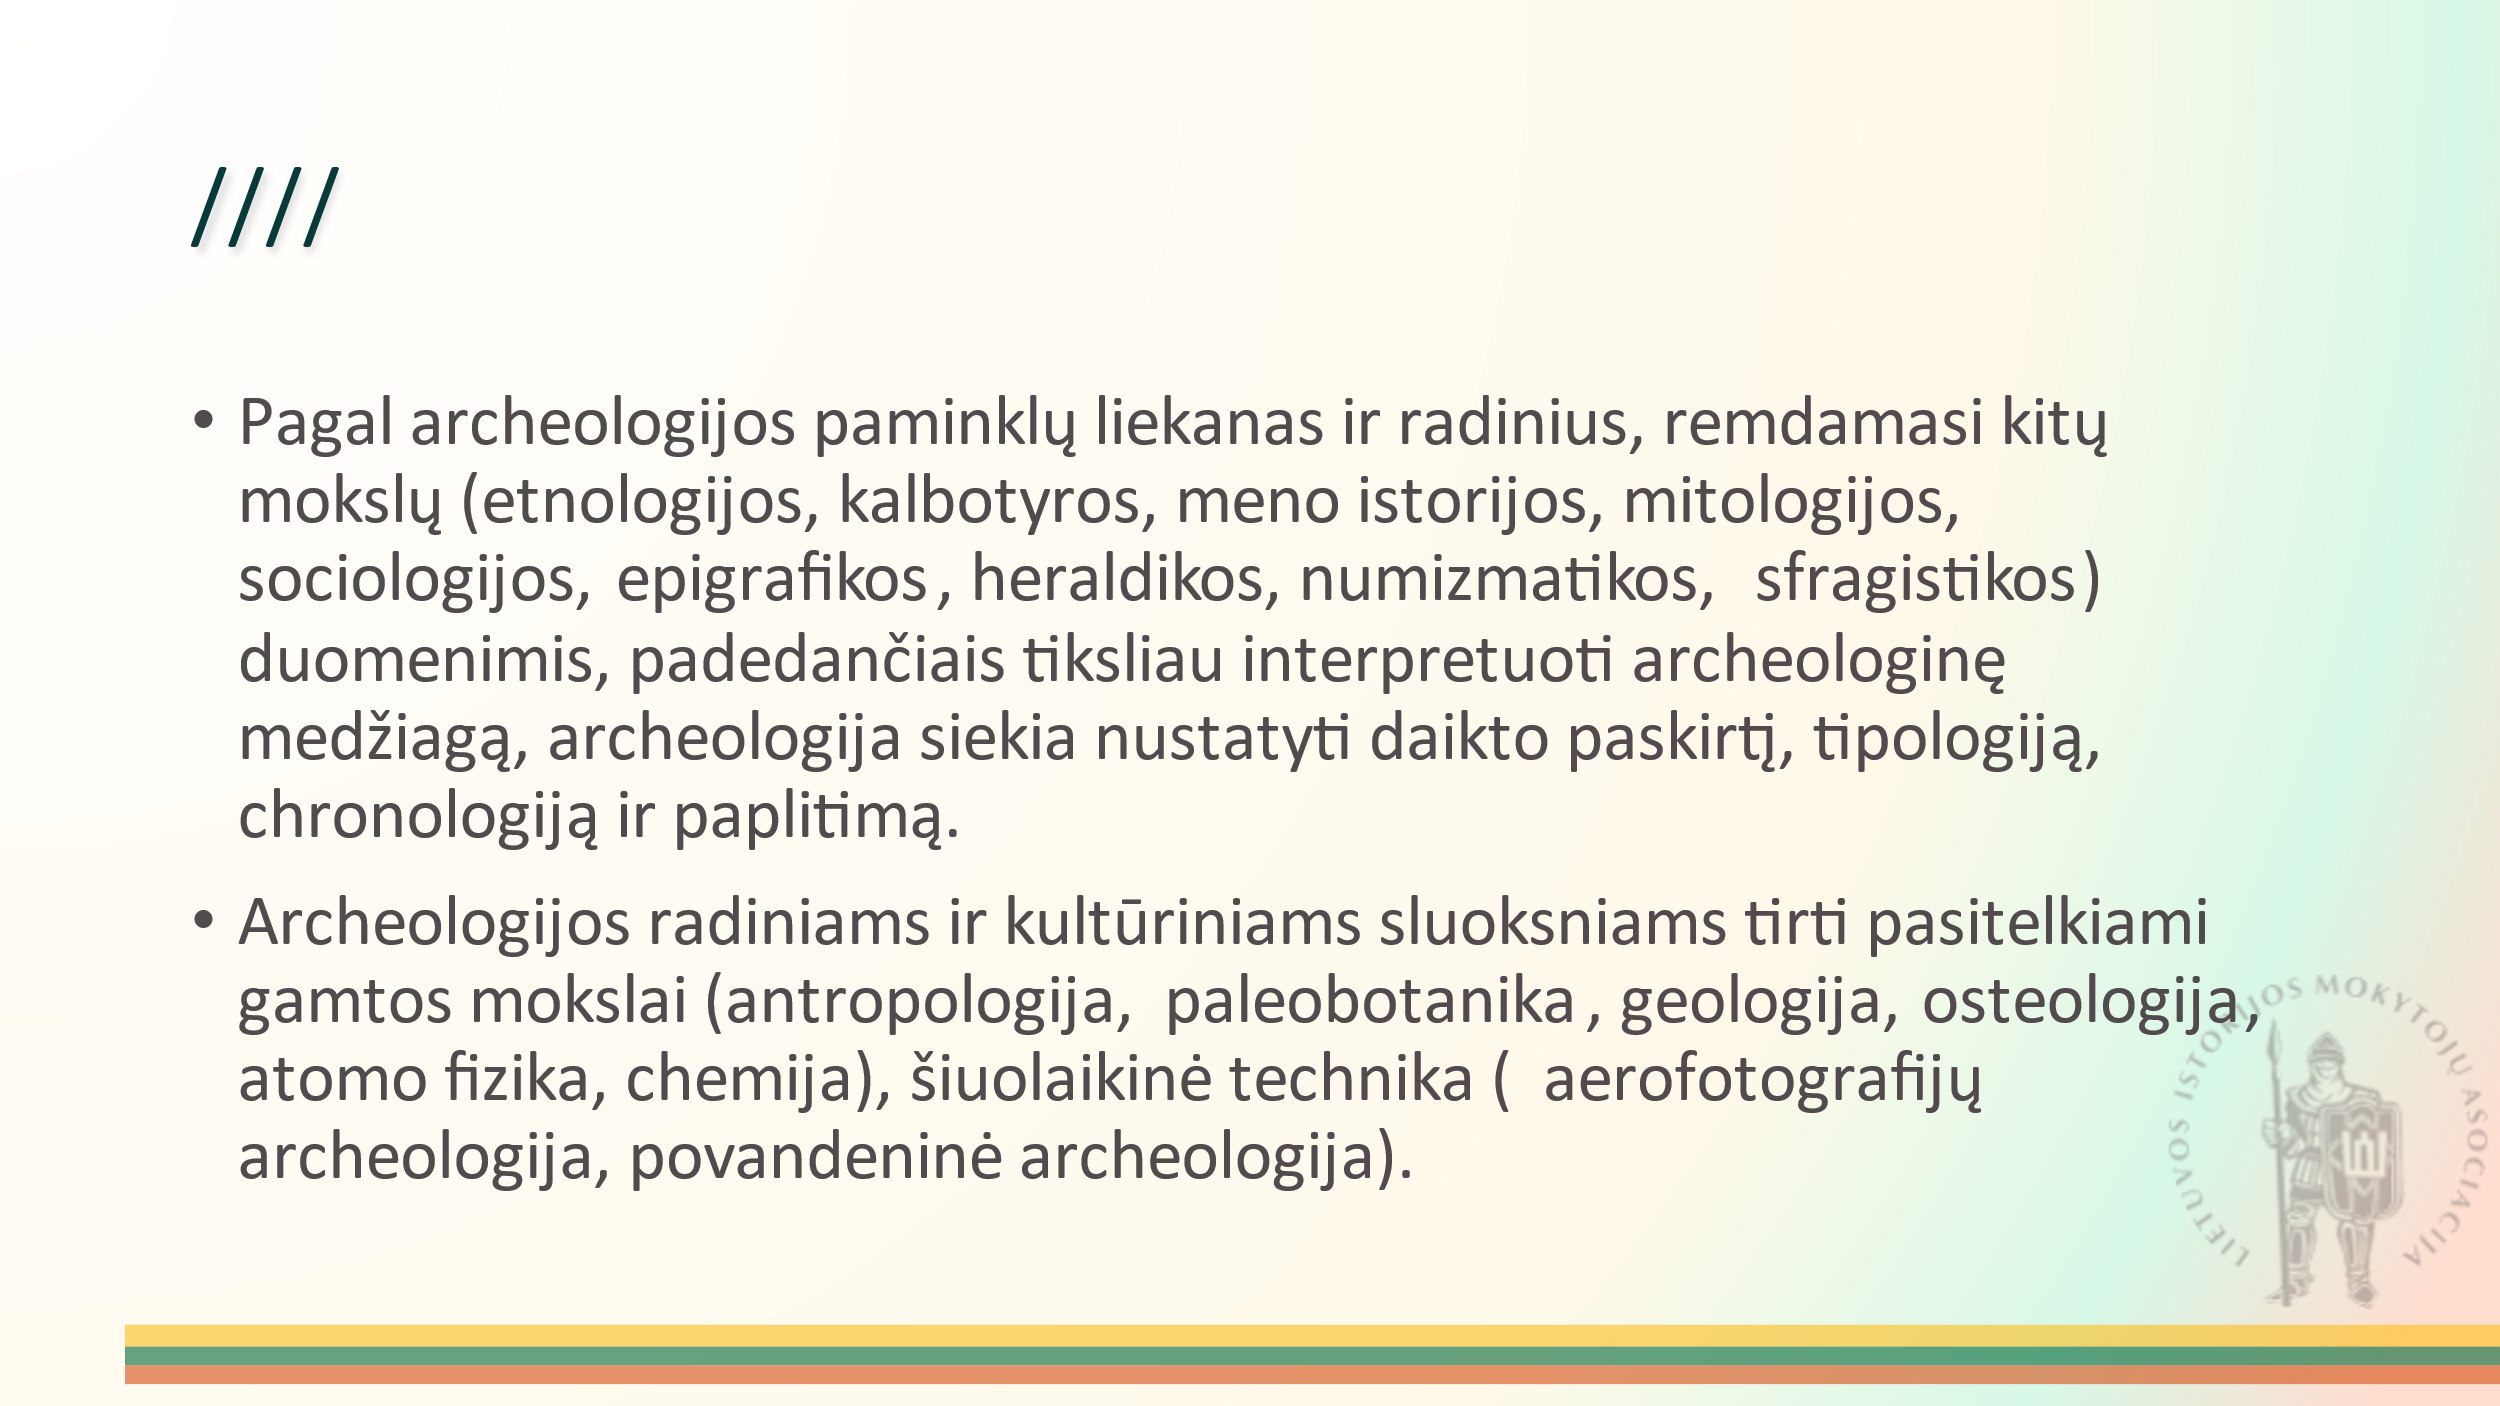 ////
• Pagal archeologijos paminklų liekanas ir radinius, remdamasi kitų
mokslų (etnologijos, kalbotyros, meno istorijos, mitologijos,
sociologijos,  epigrafikos , heraldikos, numizmatikos,  sfragistikos )
duomenimis, padedančiais tiksliau interpretuoti archeologinę
medžiagą, archeologija siekia nustatyti daikto paskirtį, tipologiją,
chronologiją ir paplitimą.
• Archeologijos radiniams ir kultūriniams sluoksniams tirti pasitelkiami
gamtos mokslai (antropologija,  paleobotanika , geologija, osteologija,
atomo fizika, chemija), šiuolaikinė technika (  aerofotografijų
archeologija, povandeninė archeologija).
LIETUVOS ISTORIJOS MOKYTOJŲ ASOCIACIJA